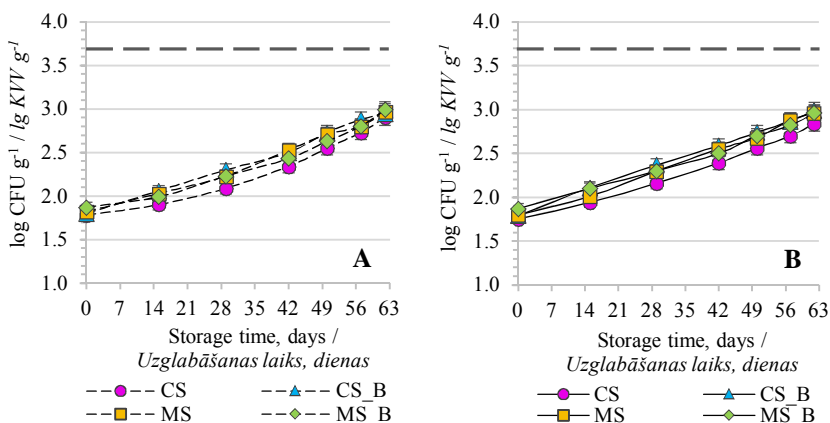 4.0
3.5
3.0
2.5
2.0
1.5
1.0
log CFU g⁻¹ / lg KVV g⁻¹
A
0 7 14 21 28 35 42 49 56 63
Storage time, days /
Uzglabāšanas laiks, dienas
CS CS_B
MS MS_B
4.0
3.5
3.0
2.5
2.0
1.5
1.0
log CFU g⁻¹ / lg KVV g⁻¹
B
0 7 14 21 28 35 42 49 56 63
Storage time, days /
Uzglabāšanas laiks, dienas
CS CS_B
MS MS_B